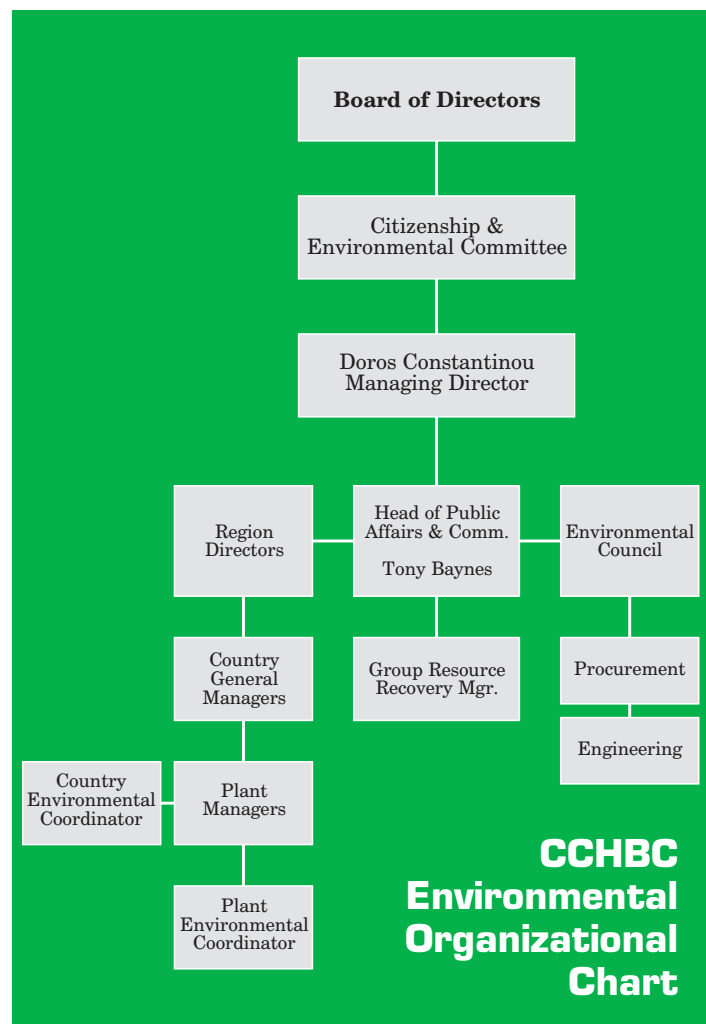 Board of Directors
Citizenship &
Environmental Committee
Doros Constantinou
Managing Director
Region
Directors
Head of Public
Affairs & Comm.
Tony Baynes
Environmental
Council
Country
General
Managers
Group Resource
Recovery Mgr.
Procurement
Engineering
Country
Environmental
Coordinator
Plant
Managers
Plant
Environmental
Coordinator
CCHBC
Environmental
Organizational
Chart